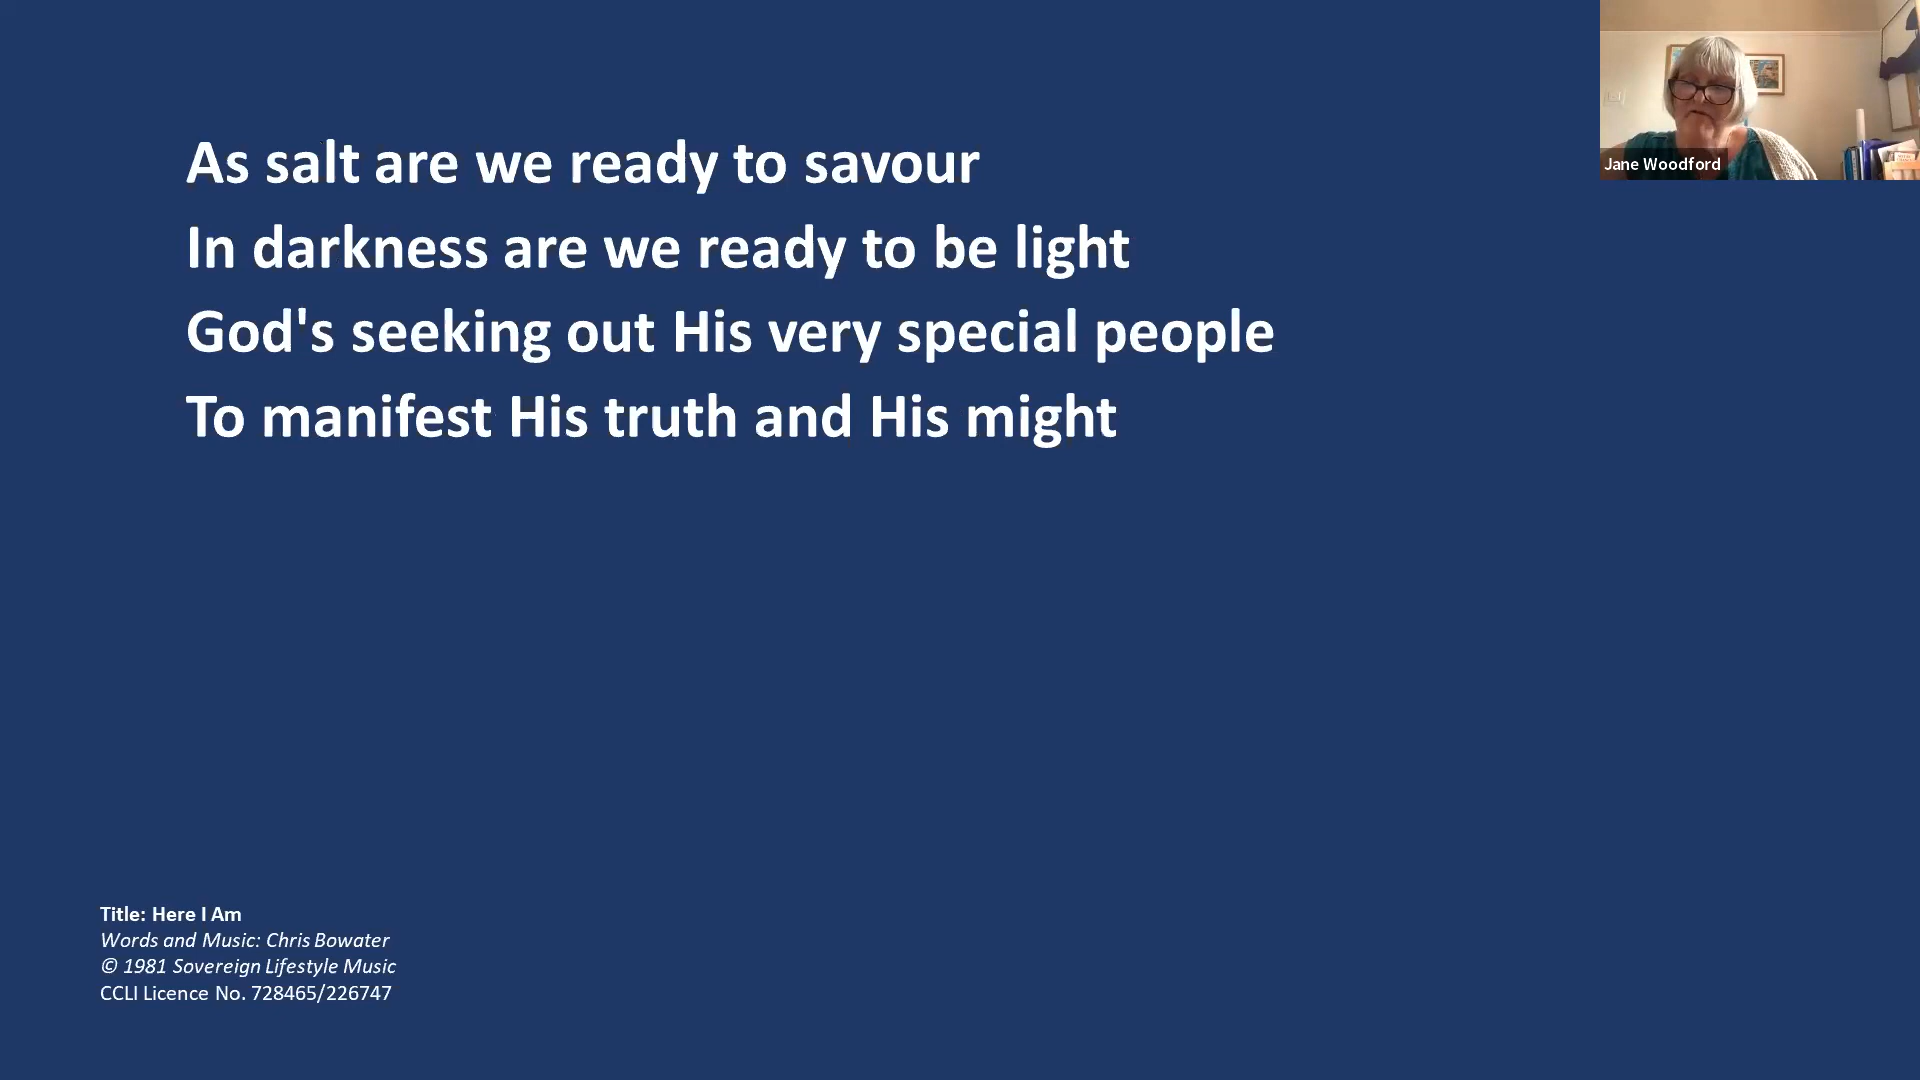 As salt are we ready to savour
In darkness are we ready to be light
God's seeking out His very special people
To manifest His truth and His might
Jane Woodford
Title: Here I Am
Words and Music: Chris Bowater
© 1981 Sovereign Lifestyle Music
CCLI Licence No. 728465/226747